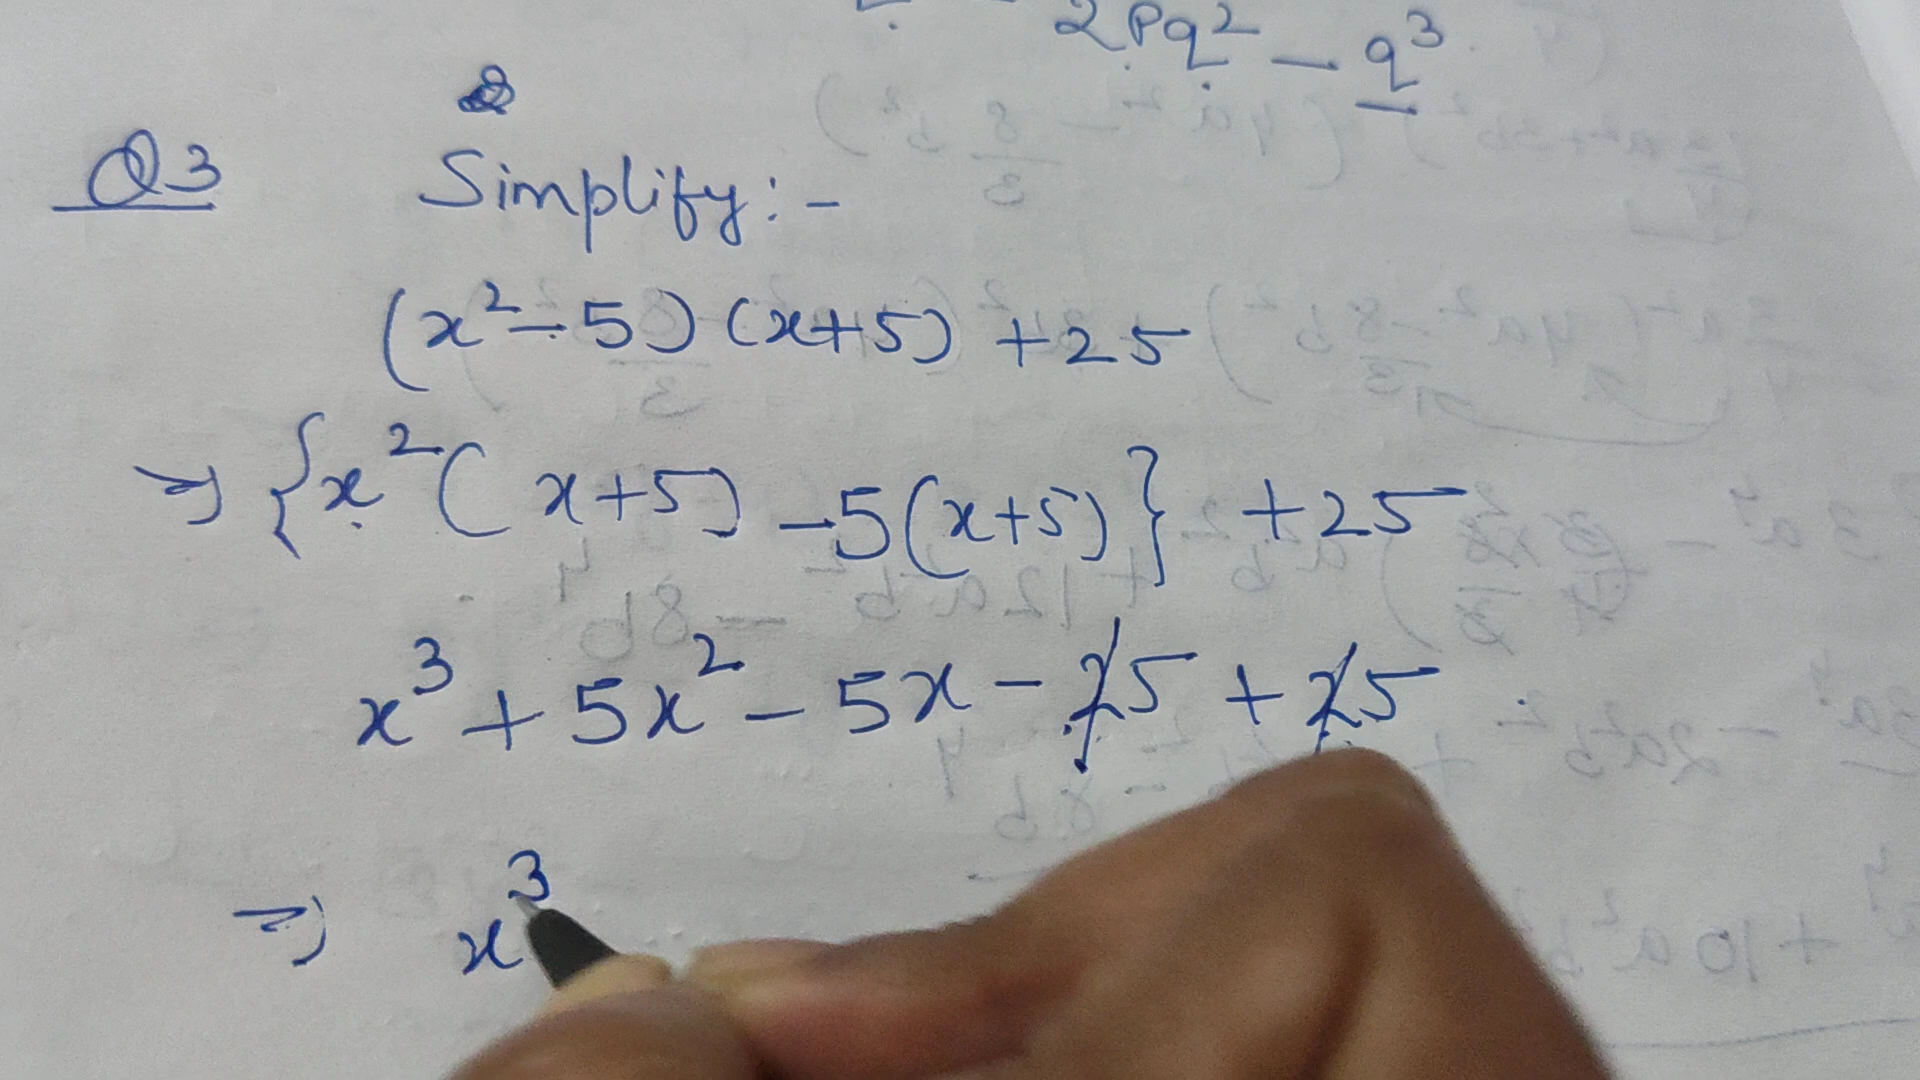 2pq² - q³
Q3 Simplify:-
(x²-5)(x+5)+25
⇒ {x²(x+5) -5(x+5)} +25
x³ + 5x² - 5x - 25 + 25
⇒ x³